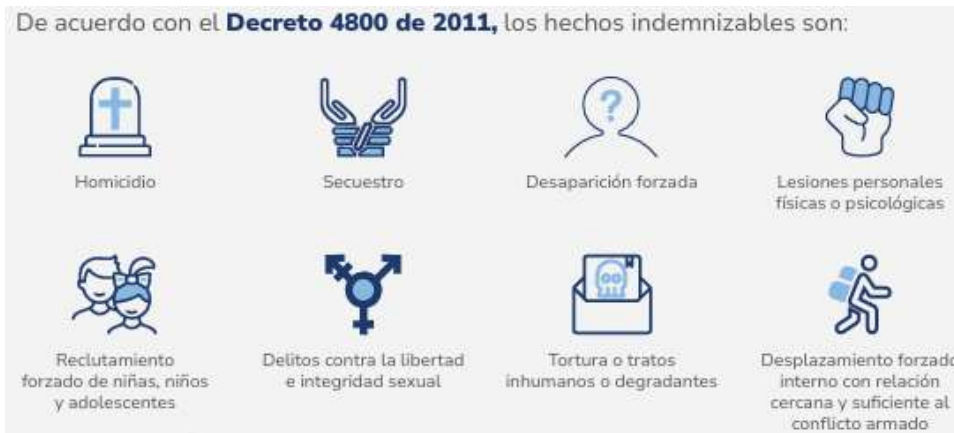 De acuerdo con el Decreto 4800 de 2011, los hechos indemnizables son:
?
Homicidio
Secuestro
Desaparición forzada
Lesiones personales
físicas o psicológicas
Reclutamiento
forzado de niñas, niños
y adolescentes
Delitos contra la libertad
e integridad sexual
Tortura o tratos
inhumanos o degradantes
Desplazamiento forzado
interno con relación
cercana y suficiente al
conflicto armado